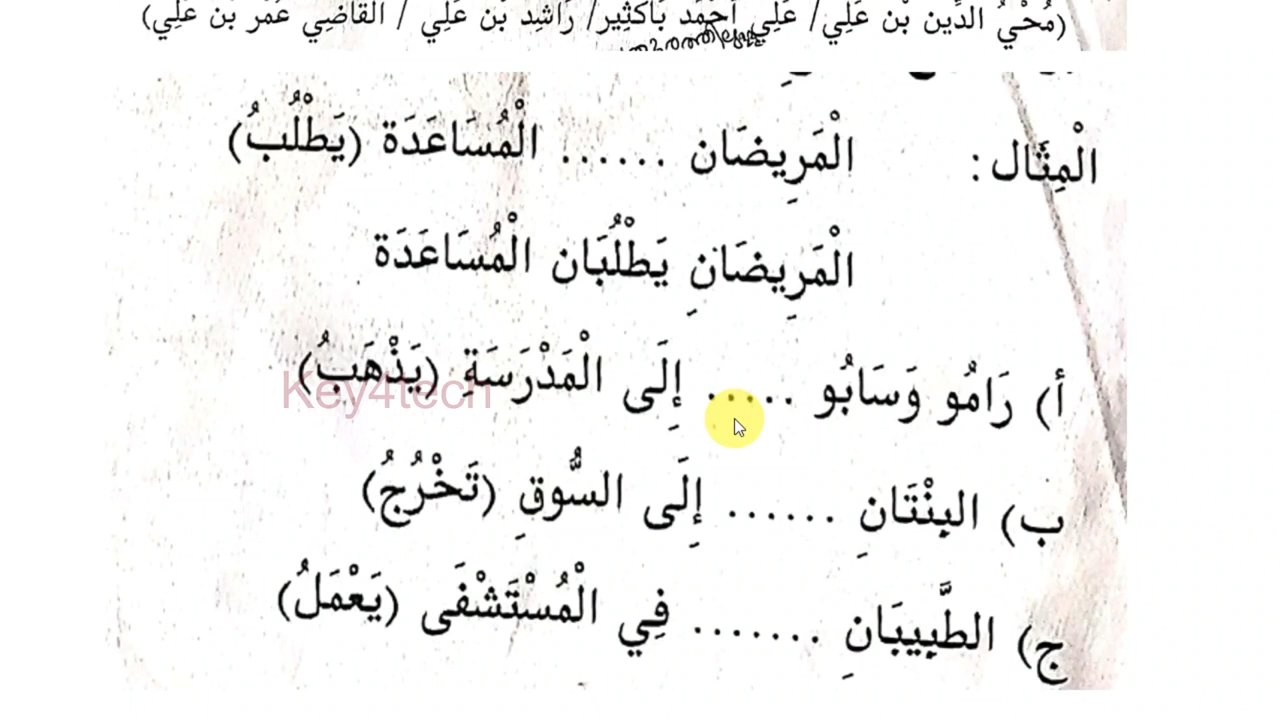 (مُحْيُ الدِّين بْن عَلِي/ عَلِي أَحْمَد بَاكَثِير/ رَاشِد بْن عَلِي / القَاضِي عُمَر بْن عَلِي)
الْمِثَال : الْمَرِيضَان ...... الْمُسَاعَدَة (يَطْلُبُ)
الْمَرِيضَانِ يَطْلُبَان الْمُسَاعَدَة
أ) رَامُو وَسَابُو ..... إِلَى الْمَدْرَسَةِ (يَذْهَبُ)
Key4tech
ب) البِنْتَانِ ...... إِلَى السُّوقِ (تَخْرُجُ)
ج) الطَّبِيبَانِ ....... فِي الْمُسْتَشْفَى (يَعْمَلُ)